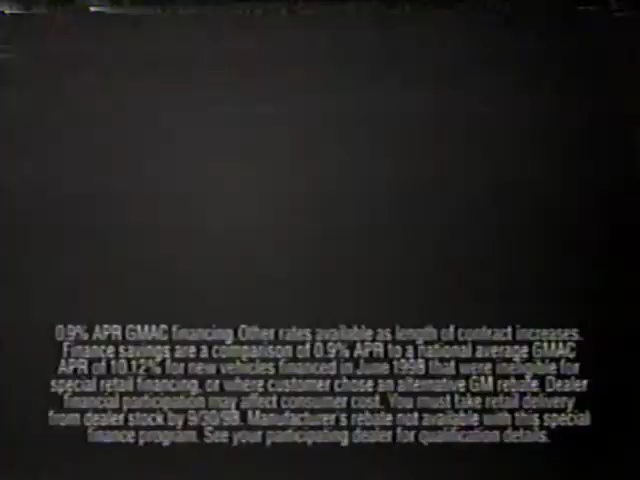 0.9% APR GMAC financing. Other rates available as length of contract increases.
Finance savings are a comparison of 0.9% APR to a national average GMAC
APR of 10.12% for new vehicles financed in June 1998 that were ineligible for
special retail financing, or where customer chose an alternative GM rebate. Dealer
financial participation may affect consumer cost. You must take retail delivery
from dealer stock by 9/30/98. Manufacturer's rebate not available with this special
finance program. See your participating dealer for qualification details.